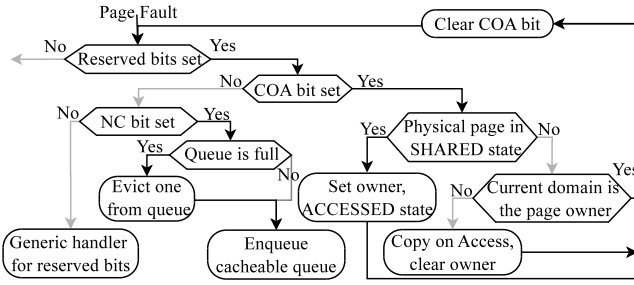 Page Fault
Clear COA bit
No
Reserved bits set
Yes
No
COA bit set
Yes
No
NC bit set
Yes
Yes
Physical page in
SHARED state
No
Yes
Queue is full
No
Yes
Evict one
from queue
Set owner,
ACCESSED state
No
Current domain is
the page owner
Generic handler
for reserved bits
Enqueue
cacheable queue
Copy on Access,
clear owner